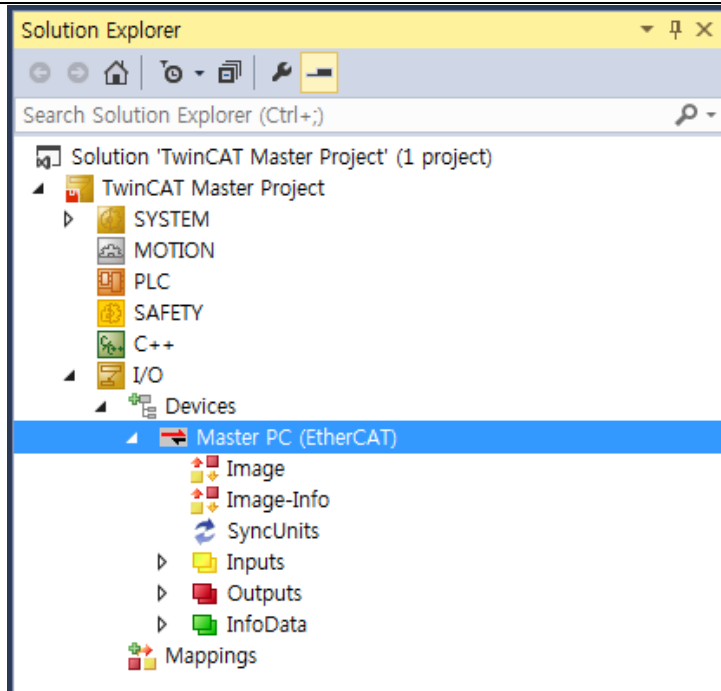 Solution Explorer
Search Solution Explorer (Ctrl+;)
Solution 'TwinCAT Master Project' (1 project)
TwinCAT Master Project
SYSTEM
MOTION
PLC
SAFETY
C++
I/O
Devices
Master PC (EtherCAT)
Image
Image-Info
SyncUnits
Inputs
Outputs
InfoData
Mappings